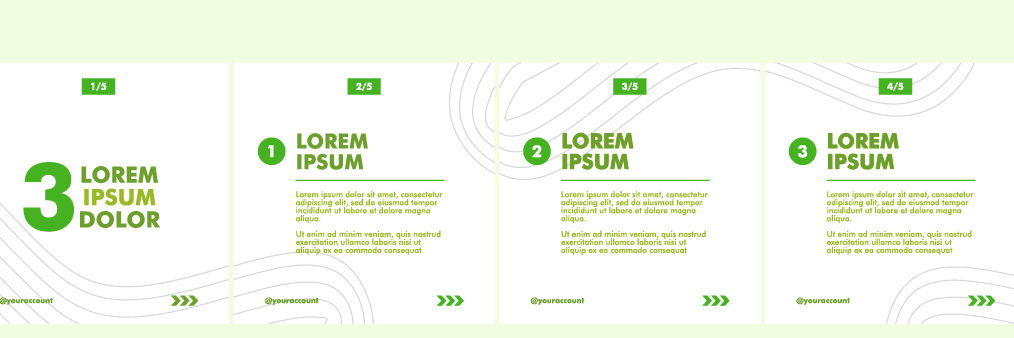 1/5
3
LOREM
IPSUM
DOLOR
@youraccount
2/5
1
LOREM
IPSUM
Lorem ipsum dolor sit amet, consectetur
adipiscing elit, sed do eiusmod tempor
incididunt ut labore et dolore magna
aliqua.
Ut enim ad minim veniam, quis nostrud
exercitation ullamco laboris nisi ut
aliquip ex ea commodo consequat
@youraccount
3/5
2
LOREM
IPSUM
Lorem ipsum dolor sit amet, consectetur
adipiscing elit, sed do eiusmod tempor
incididunt ut labore et dolore magna
aliqua.
Ut enim ad minim veniam, quis nostrud
exercitation ullamco laboris nisi ut
aliquip ex ea commodo consequat
@youraccount
4/5
3
LOREM
IPSUM
Lorem ipsum dolor sit amet, consectetur
adipiscing elit, sed do eiusmod tempor
incididunt ut labore et dolore magna
aliqua.
Ut enim ad minim veniam, quis nostrud
exercitation ullamco laboris nisi ut
aliquip ex ea commodo consequat
@youraccount